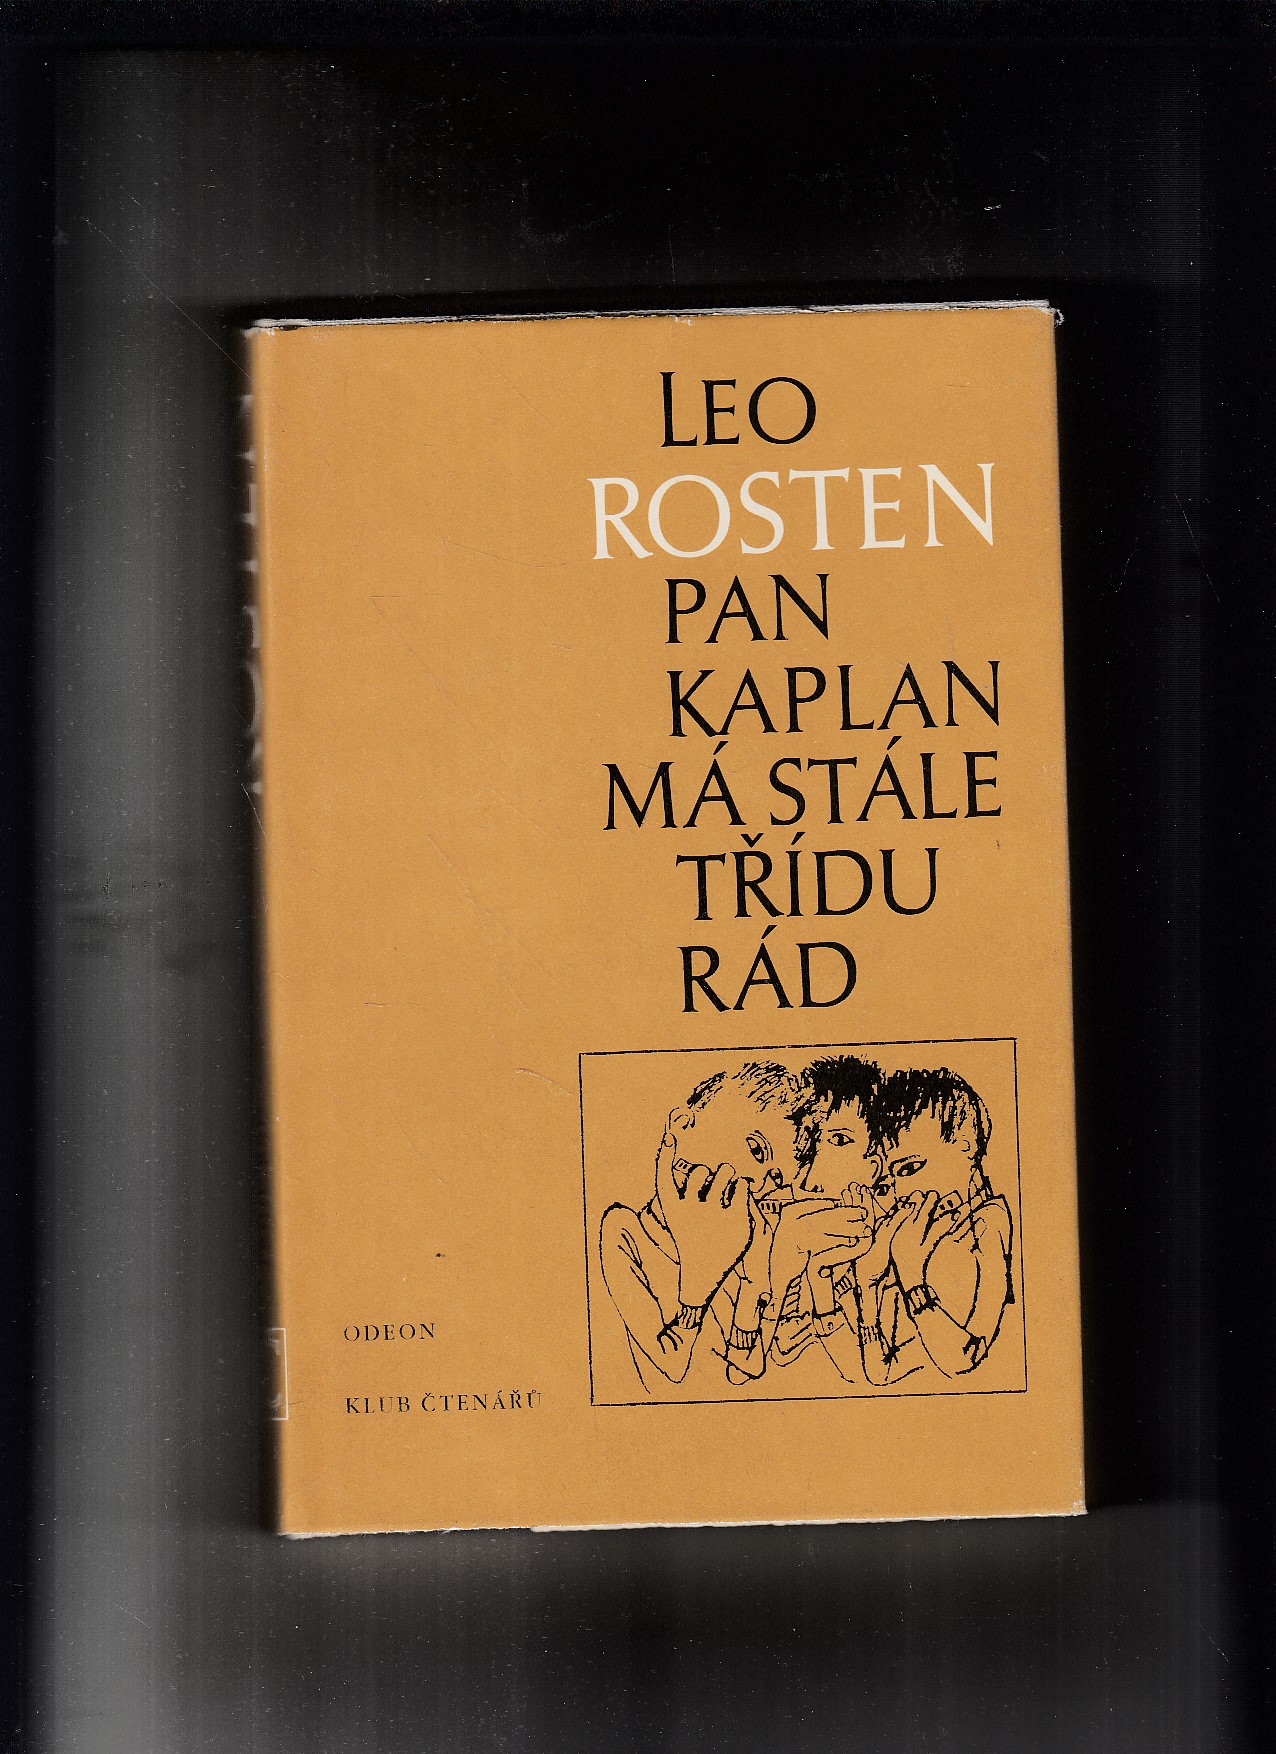 LEO
ROSTEN
PAN
KAPLAN
MÁ STÁLE
TŘÍDU
RÁD
ODEON
KLUB ČTENÁŘŮ